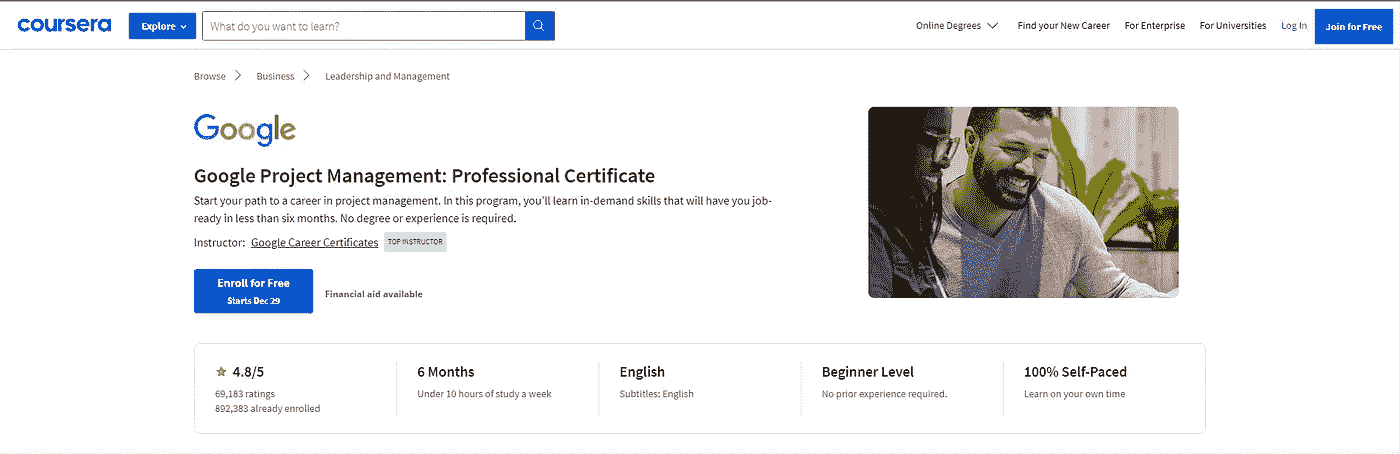 coursera
Explore
What do you want to learn?
Online Degrees
Find your New Career
For Enterprise
For Universities
Log In
Join for Free
Browse
Business
Leadership and Management
Google
Google Project Management: Professional Certificate
Start your path to a career in project management. In this program, you'll learn in-demand skills that will have you job-
ready in less than six months. No degree or experience is required.
Instructor: Google Career Certificates TOP INSTRUCTOR
Enroll for Free
Starts Dec 29
Financial aid available
4.8/5
69,183 ratings
892,383 already enrolled
6 Months
Under 10 hours of study a week
English
Subtitles: English
Beginner Level
No prior experience required.
100% Self-Paced
Learn on your own time